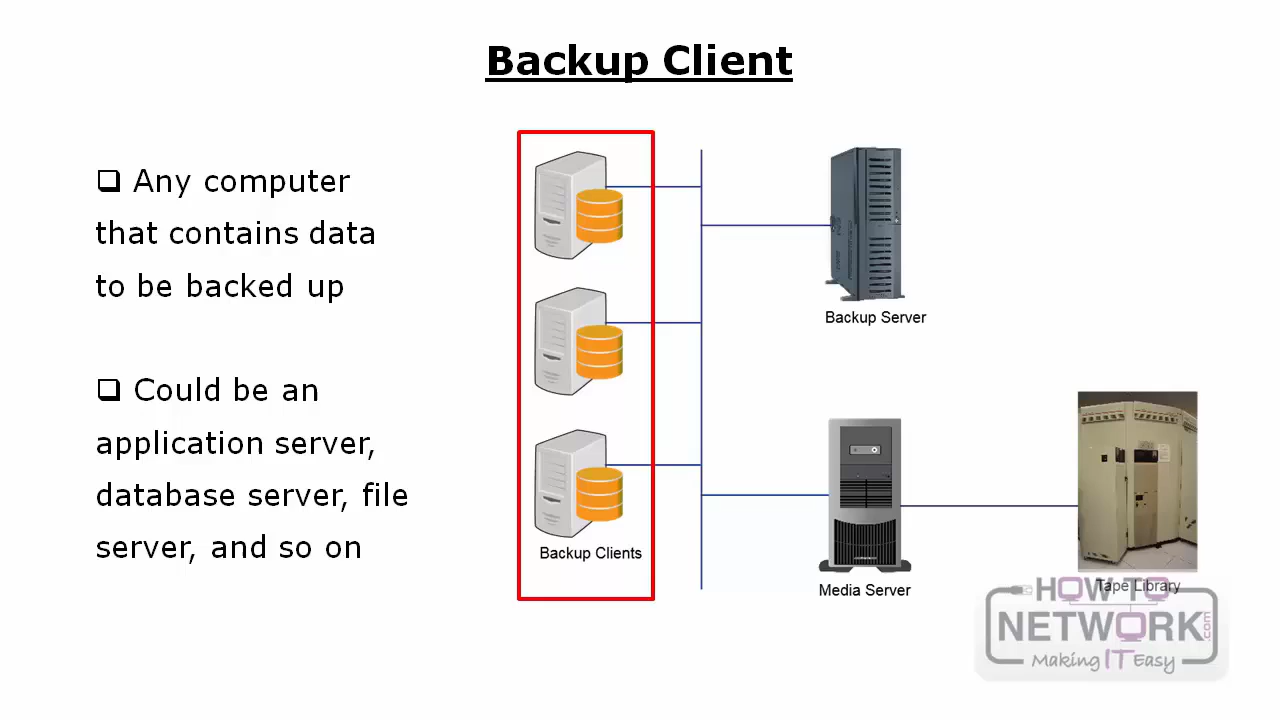 Backup Client
❑ Any computer
that contains data
to be backed up
❑ Could be an
application server,
database server, file
server, and so on
Backup Clients
Backup Server
Media Server
Tape Library
HOW TO
NETWORK.com
Making IT Easy